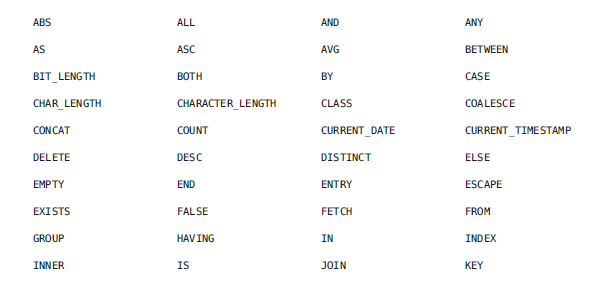 ABS ALL AND ANY
AS ASC AVG BETWEEN
BIT_LENGTH BOTH BY CASE
CHAR_LENGTH CHARACTER_LENGTH CLASS COALESCE
CONCAT COUNT CURRENT_DATE CURRENT_TIMESTAMP
DELETE DESC DISTINCT ELSE
EMPTY END ENTRY ESCAPE
EXISTS FALSE FETCH FROM
GROUP HAVING IN INDEX
INNER IS JOIN KEY